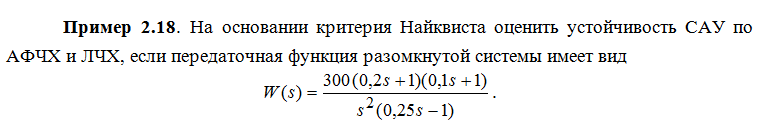 Пример 2.18. На основании критерия Найквиста оценить устойчивость САУ по
АФЧХ и ЛЧХ, если передаточная функция разомкнутой системы имеет вид
W(s) = 300(0,2s+1)(0,1s+1) / s²(0,25s−1) .